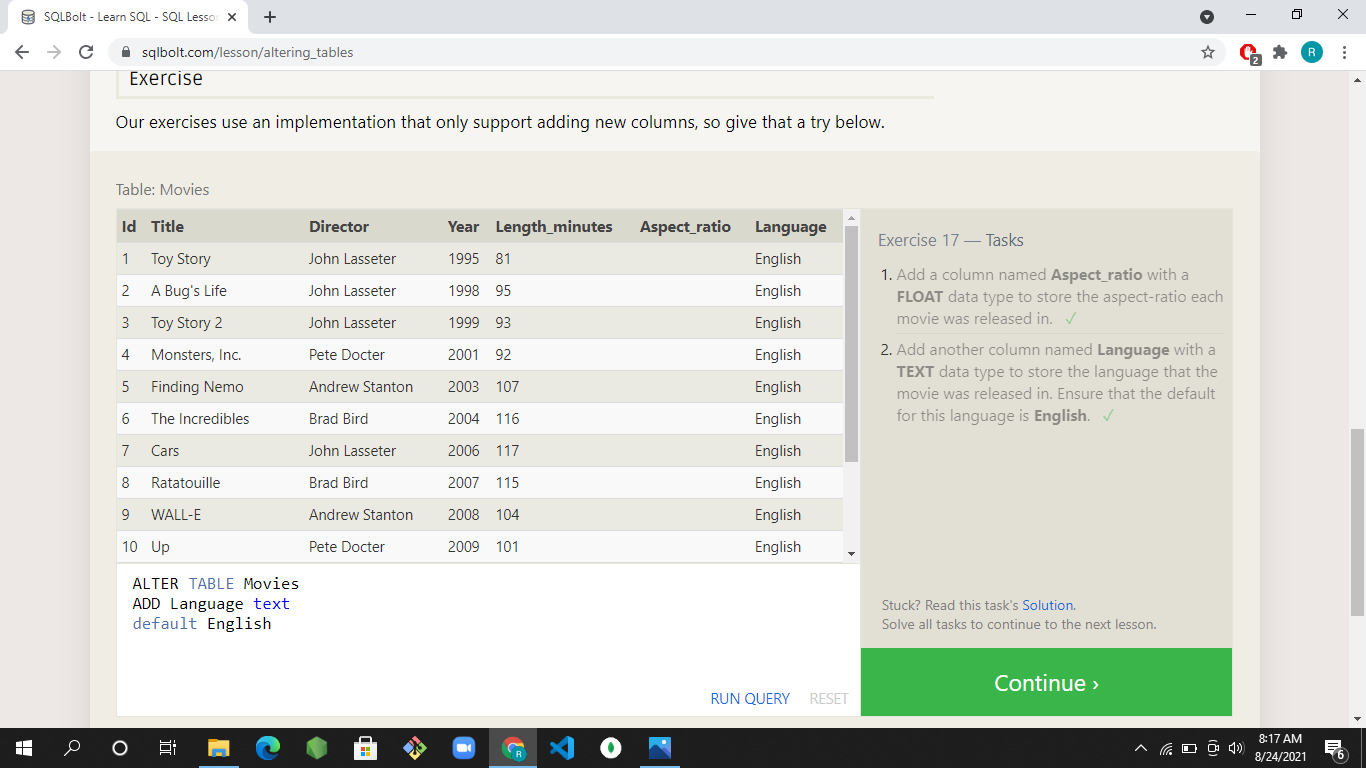 SQLBolt - Learn SQL - SQL Lesson
sqlbolt.com/lesson/altering_tables
2
R
Exercise
Our exercises use an implementation that only support adding new columns, so give that a try below.
Table: Movies
Id Title Director Year Length_minutes Aspect_ratio Language
1 Toy Story John Lasseter 1995 81 English
2 A Bug's Life John Lasseter 1998 95 English
3 Toy Story 2 John Lasseter 1999 93 English
4 Monsters, Inc. Pete Docter 2001 92 English
5 Finding Nemo Andrew Stanton 2003 107 English
6 The Incredibles Brad Bird 2004 116 English
7 Cars John Lasseter 2006 117 English
8 Ratatouille Brad Bird 2007 115 English
9 WALL-E Andrew Stanton 2008 104 English
10 Up Pete Docter 2009 101 English
ALTER TABLE Movies
ADD Language text
default English
RUN QUERY RESET
Exercise 17 — Tasks
1. Add a column named Aspect_ratio with a
FLOAT data type to store the aspect-ratio each
movie was released in. ✓
2. Add another column named Language with a
TEXT data type to store the language that the
movie was released in. Ensure that the default
for this language is English. ✓
Stuck? Read this task's Solution.
Solve all tasks to continue to the next lesson.
Continue ›
R
8:17 AM
8/24/2021
6